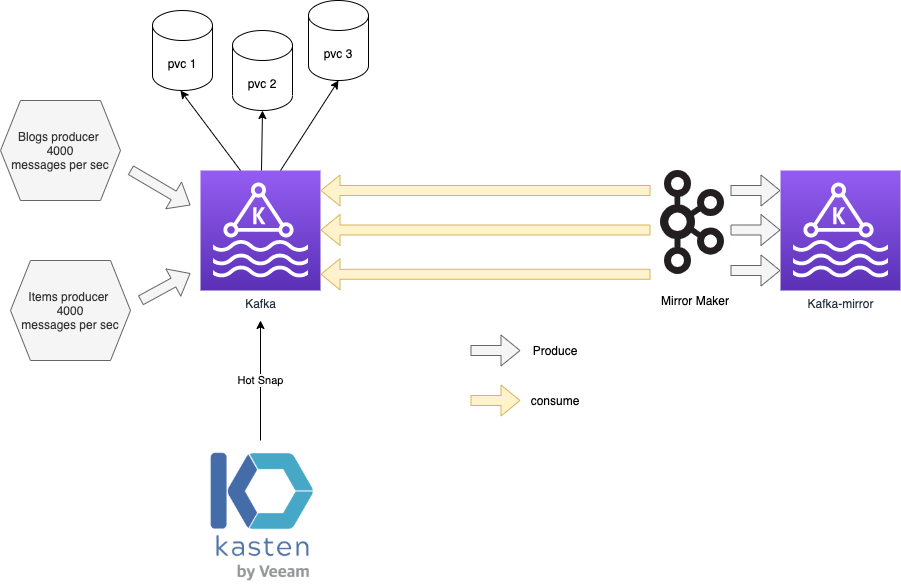 pvc 1
pvc 2
pvc 3
Blogs producer
4000
messages per sec
K
K
Items producer
4000
messages per sec
Kafka
Mirror Maker
Kafka-mirror
Produce
Hot Snap
consume
kasten
by Veeam